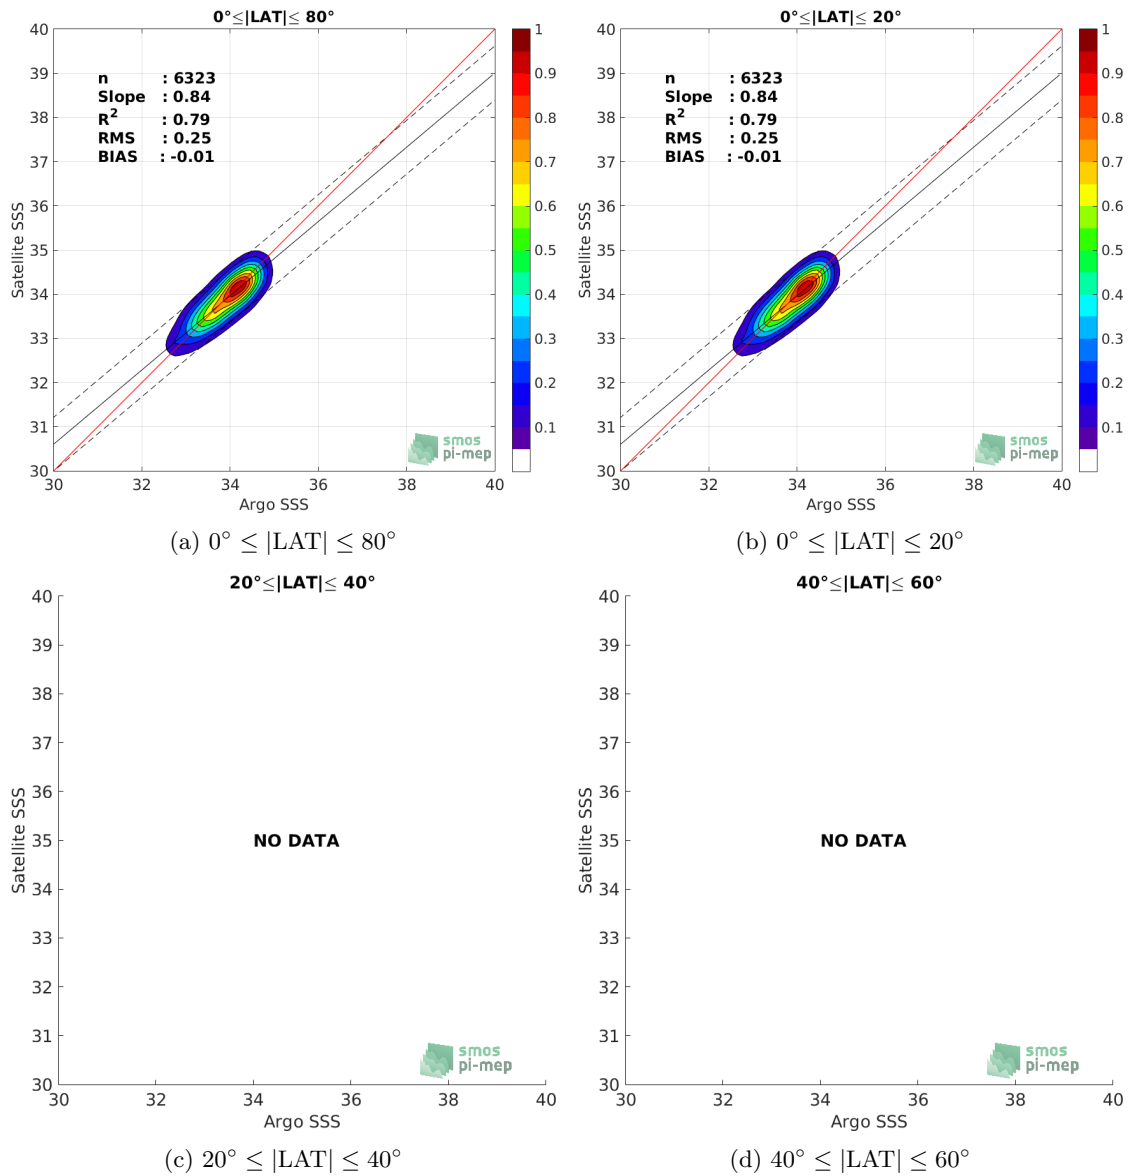 0°≤|LAT|≤ 80°
40
39
38
37
36
35
34
33
32
31
30
Satellite SSS
n : 6323
Slope : 0.84
R2 : 0.79
RMS : 0.25
BIAS : -0.01
smos
pi-mep
30 32 34 36 38 40
Argo SSS
1
0.9
0.8
0.7
0.6
0.5
0.4
0.3
0.2
0.1
(a) 0° ≤ |LAT| ≤ 80°
0°≤|LAT|≤ 20°
40
39
38
37
36
35
34
33
32
31
30
Satellite SSS
n : 6323
Slope : 0.84
R2 : 0.79
RMS : 0.25
BIAS : -0.01
smos
pi-mep
30 32 34 36 38 40
Argo SSS
1
0.9
0.8
0.7
0.6
0.5
0.4
0.3
0.2
0.1
(b) 0° ≤ |LAT| ≤ 20°
20°≤|LAT|≤ 40°
40
39
38
37
36
35
34
33
32
31
30
Satellite SSS
NO DATA
smos
pi-mep
30 32 34 36 38 40
Argo SSS
(c) 20° ≤ |LAT| ≤ 40°
40°≤|LAT|≤ 60°
40
39
38
37
36
35
34
33
32
31
30
Satellite SSS
NO DATA
smos
pi-mep
30 32 34 36 38 40
Argo SSS
(d) 40° ≤ |LAT| ≤ 60°